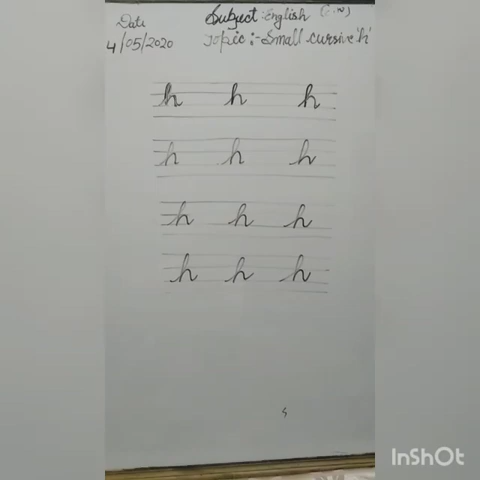 Date Subject :English (C.W)
4/05/2020 Topic :- Small cursive 'h'
h h h
h h h
h h h
h h h
InShOt